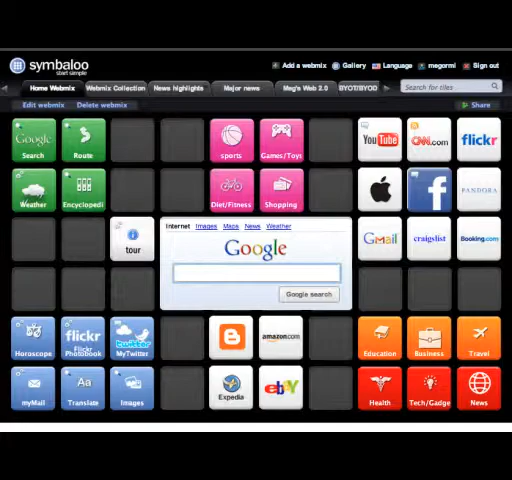 symbaloo
start simple
Add a webmix Gallery Language megormi Sign out
Home Webmix Webmix Collection News highlights Major news Meg's Web 2.0 BYOT/BYOD
Search for tiles
Edit webmix Delete webmix Share
Google
Search
Route
sports
Games/Toys
YouTube
CNN.com
flickr
Weather
Encyclopedi
Diet/Fitness
Shopping
f
PANDORA
tour
Internet Images Maps News Weather
Google
Google search
Gmail
craigslist
Booking.com
Horoscope
flickr
Flickr
Photobook
twitter
MyTwitter
amazon.com
Education
Business
Travel
myMail
Aa
Translate
Images
Expedia
ebY
Health
Tech/Gadge
News